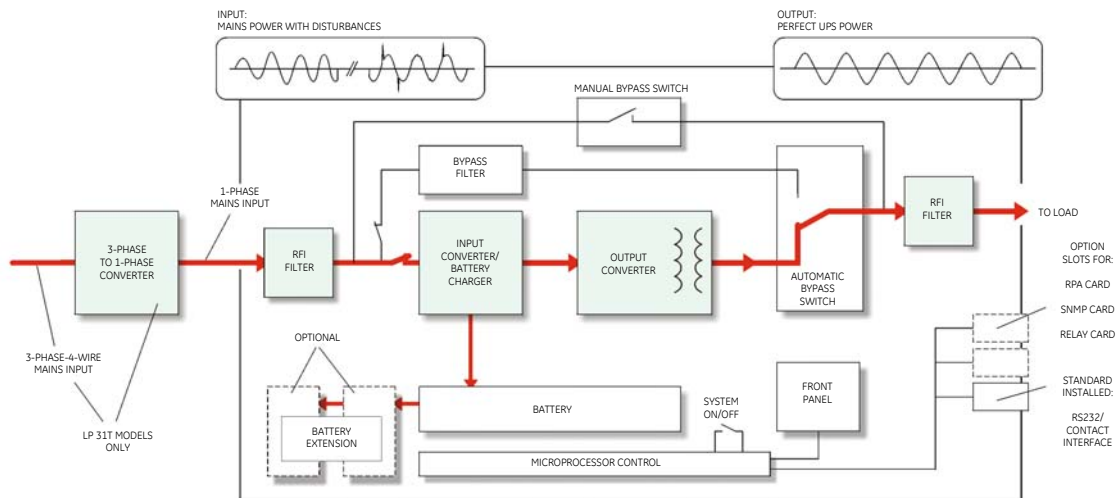 INPUT:
MAINS POWER WITH DISTURBANCES
OUTPUT:
PERFECT UPS POWER
MANUAL BYPASS SWITCH
BYPASS
FILTER
1-PHASE
MAINS INPUT
3-PHASE
TO 1-PHASE
CONVERTER
RFI
FILTER
INPUT
CONVERTER/
BATTERY
CHARGER
OUTPUT
CONVERTER
AUTOMATIC
BYPASS
SWITCH
RFI
FILTER
TO LOAD
OPTION
SLOTS FOR:
RPA CARD
SNMP CARD
RELAY CARD
STANDARD
INSTALLED:
RS232/
CONTACT
INTERFACE
3-PHASE-4-WIRE
MAINS INPUT
LP 31T MODELS
ONLY
OPTIONAL
BATTERY
EXTENSION
BATTERY
SYSTEM
ON/OFF
FRONT
PANEL
MICROPROCESSOR CONTROL